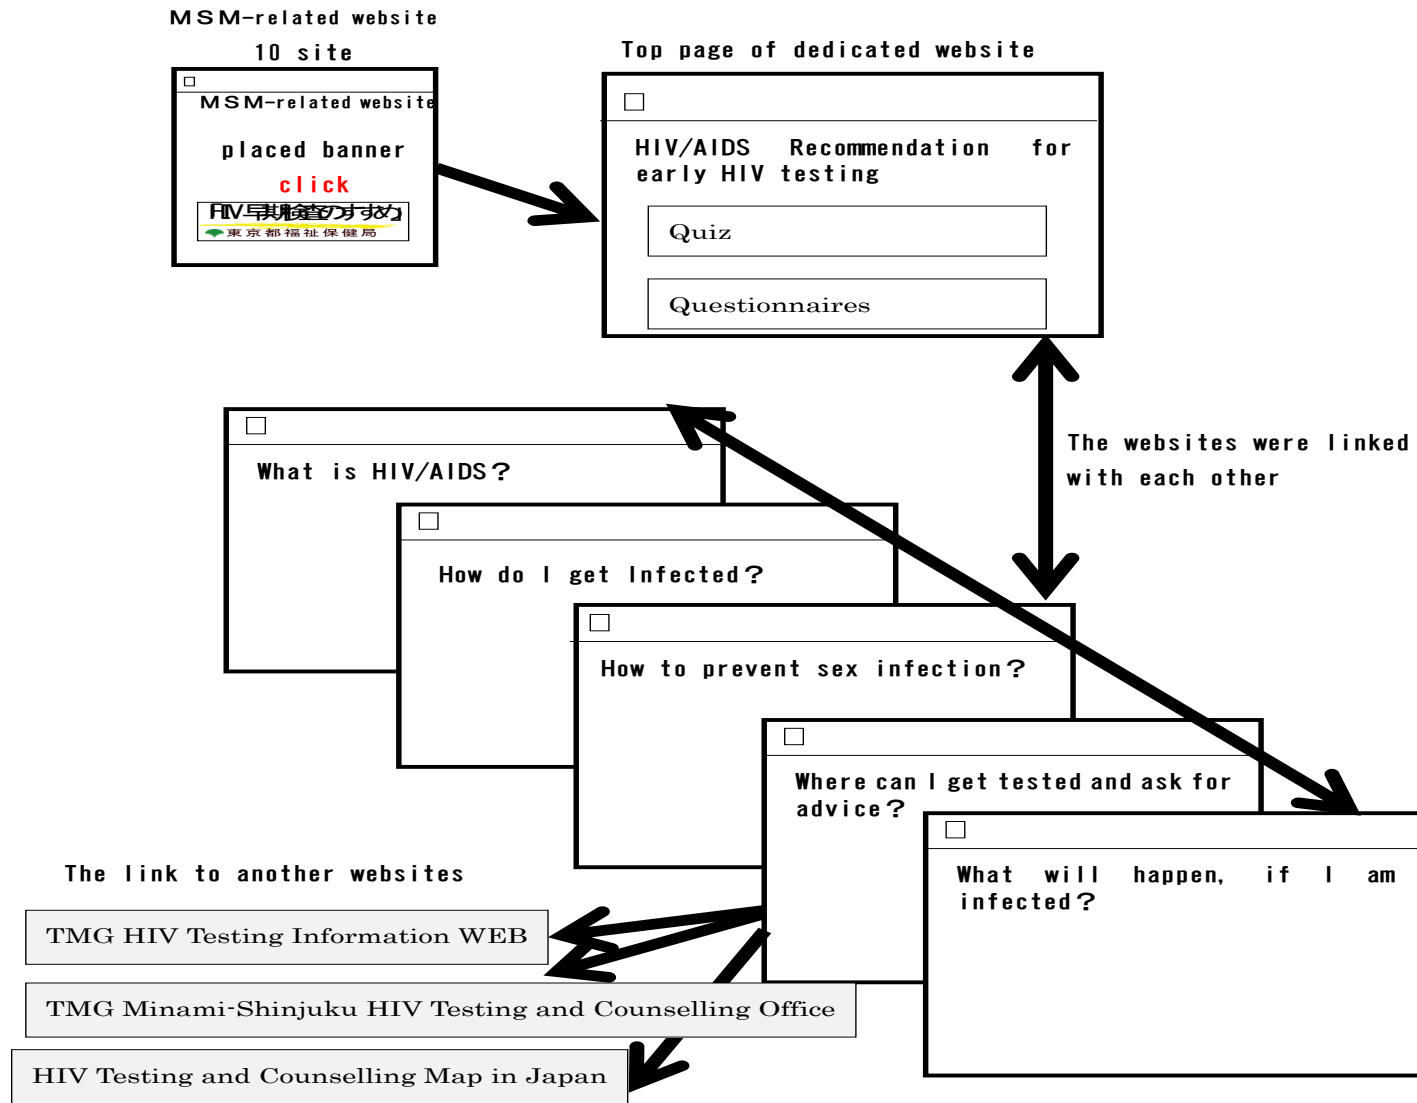 MSM-related website
10 site
MSM-related website
placed banner
click
HIV早期検査のすすめ
東京都福祉保健局
Top page of dedicated website
HIV/AIDS Recommendation for
early HIV testing
Quiz
Questionnaires
The websites were linked
with each other
What is HIV/AIDS?
How do I get Infected?
How to prevent sex infection?
Where can I get tested and ask for
advice?
What will happen, if I am
infected?
The link to another websites
TMG HIV Testing Information WEB
TMG Minami-Shinjuku HIV Testing and Counselling Office
HIV Testing and Counselling Map in Japan